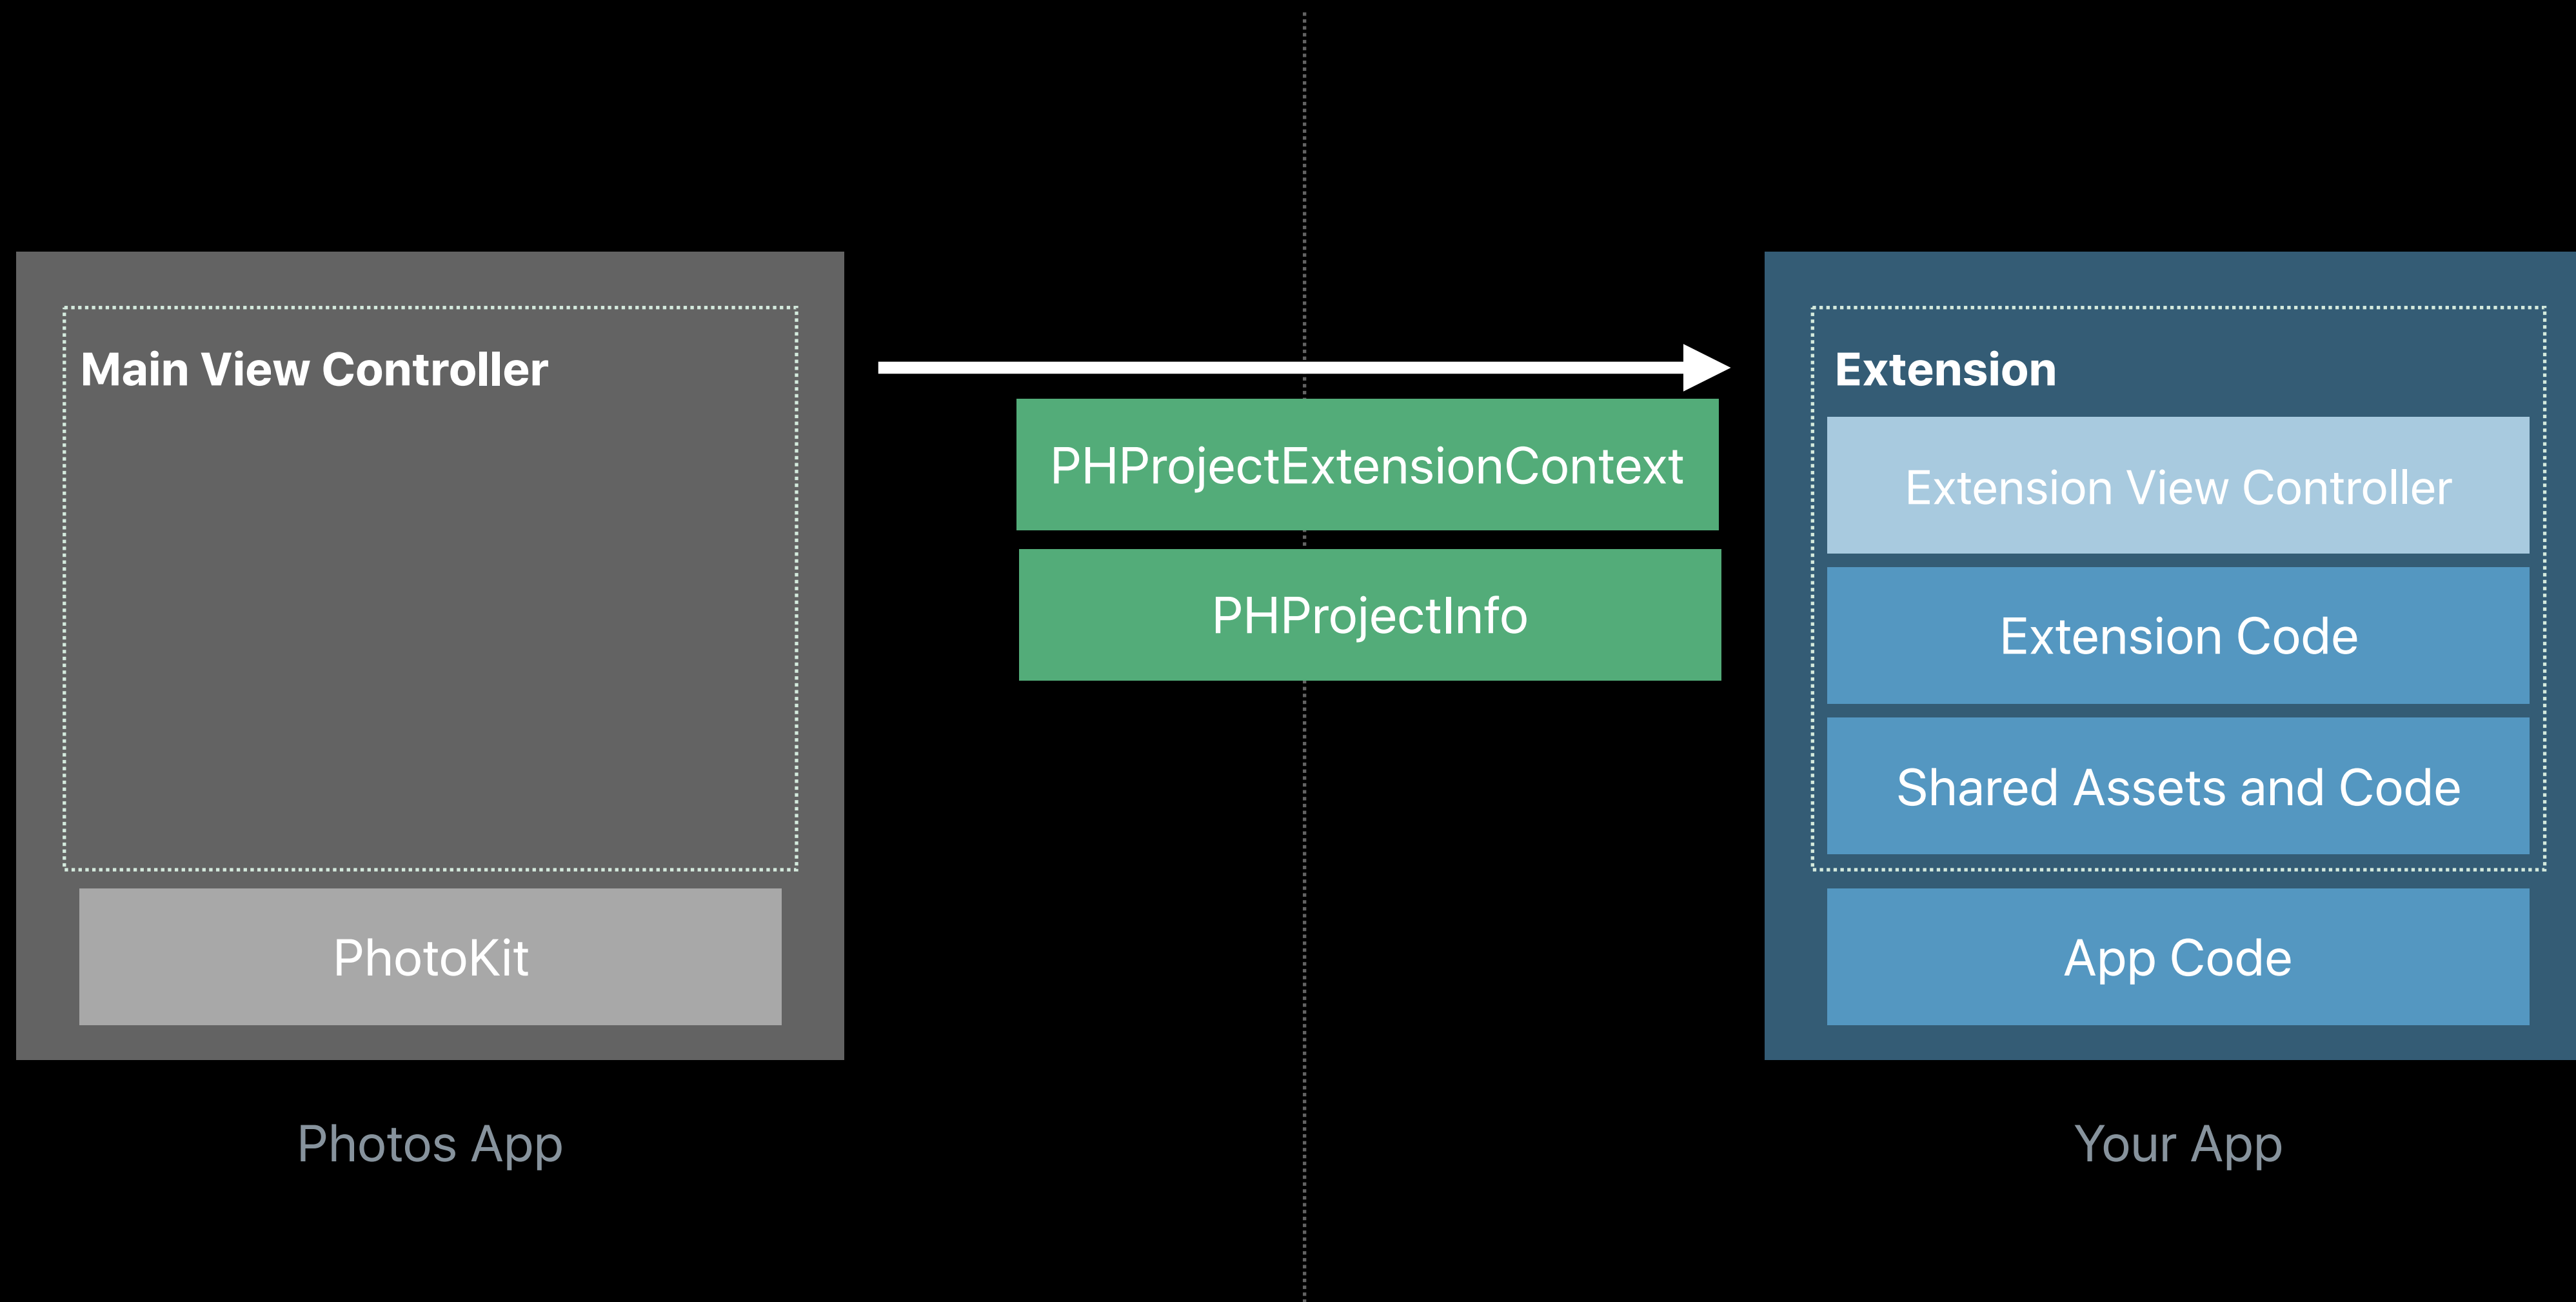 Main View Controller
PhotoKit
Photos App
PHProjectExtensionContext
PHProjectInfo
Extension
Extension View Controller
Extension Code
Shared Assets and Code
App Code
Your App